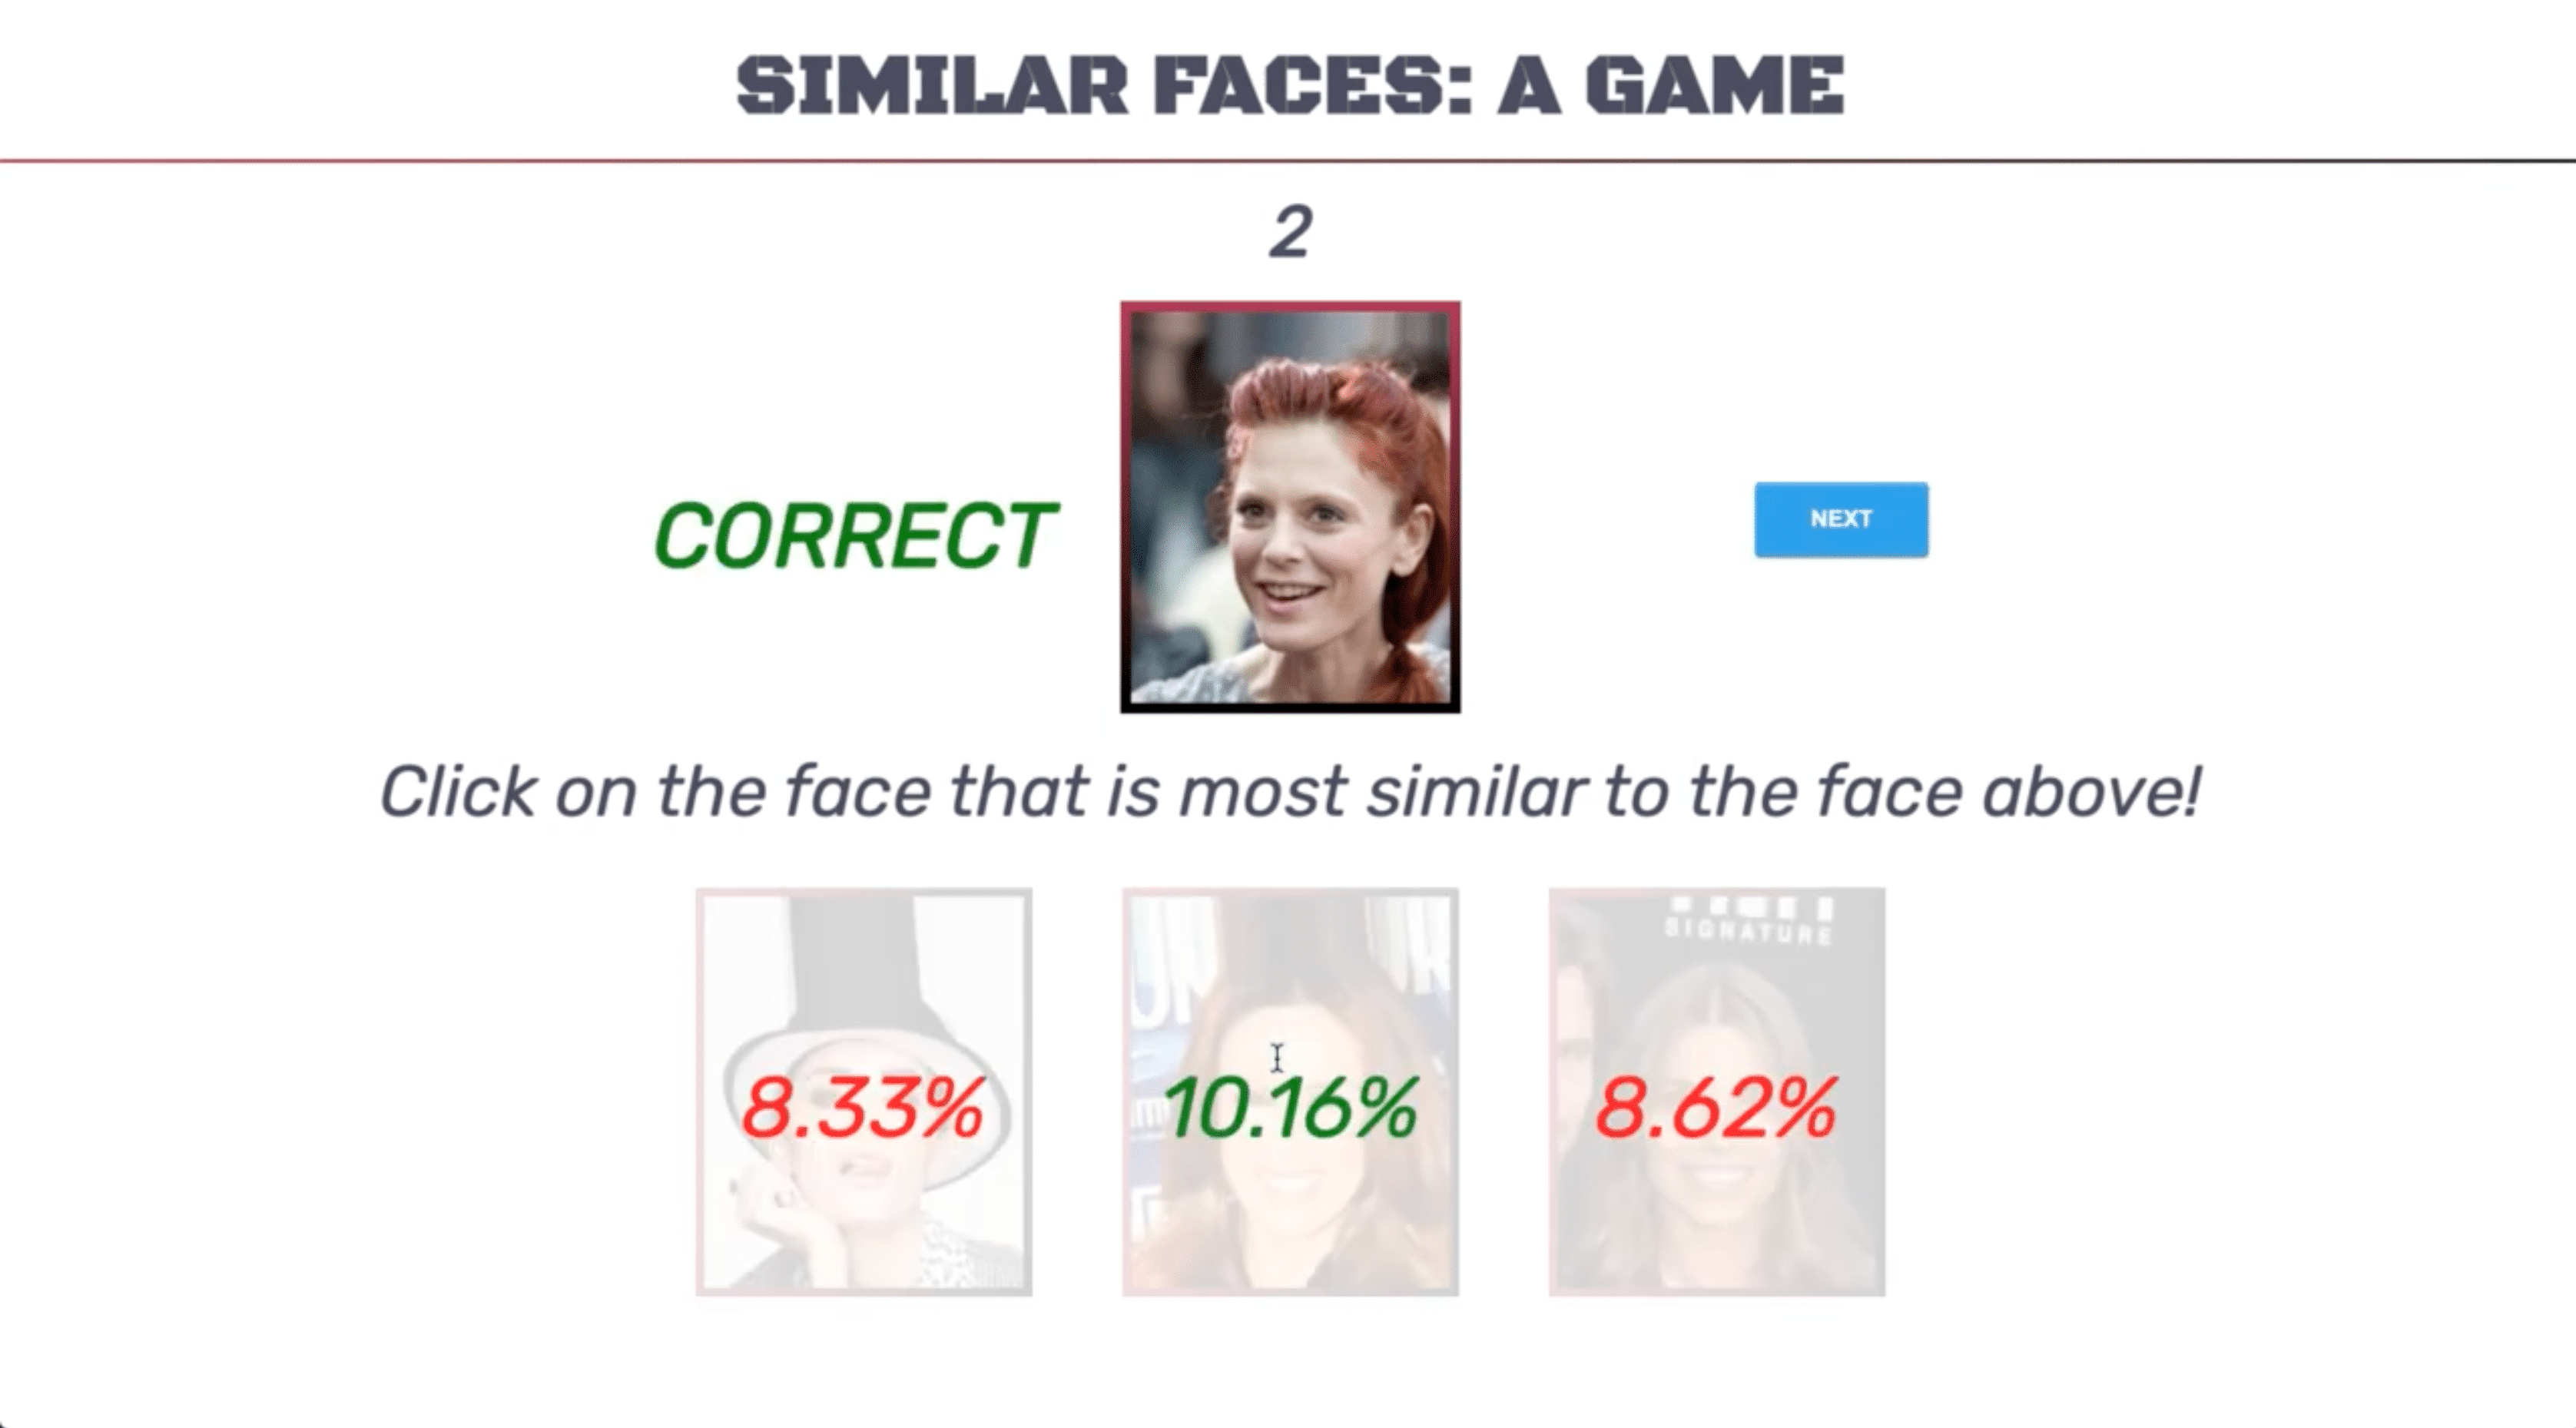 SIMILAR FACES: A GAME
2
CORRECT
NEXT
Click on the face that is most similar to the face above!
SIGNATURE
8.33%
10.16%
8.62%